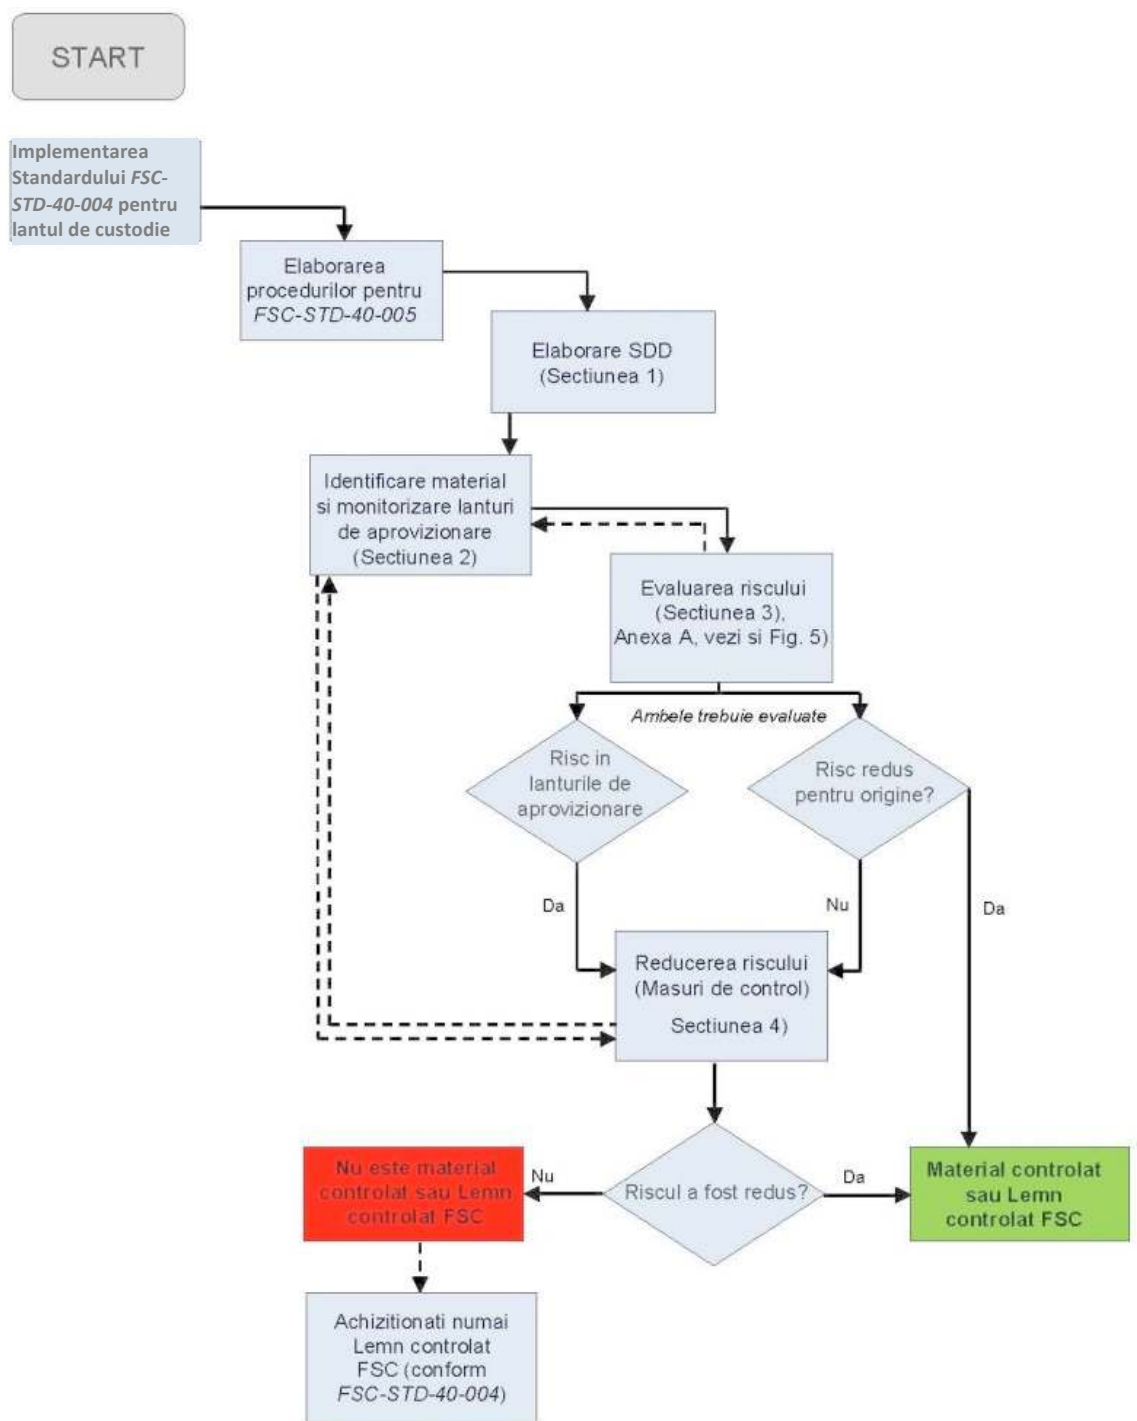 START
Implementarea
Standardului FSC-
STD-40-004 pentru
lantul de custodie
Elaborarea
procedurilor pentru
FSC-STD-40-005
Elaborare SDD
(Sectiunea 1)
Identificare material
si monitorizare lanturi
de aprovizionare
(Sectiunea 2)
Evaluarea riscului
(Sectiunea 3),
Anexa A, vezi si Fig. 5)
Ambele trebuie evaluate
Risc in
lanturile de
aprovizionare
Risc redus
pentru origine?
Da
Nu
Da
Reducerea riscului
(Masuri de control)
Sectiunea 4)
Nu este material
controlat sau Lemn
controlat FSC
Nu
Riscul a fost redus?
Da
Material controlat
sau Lemn
controlat FSC
Achizitionati numai
Lemn controlat
FSC (conform
FSC-STD-40-004)